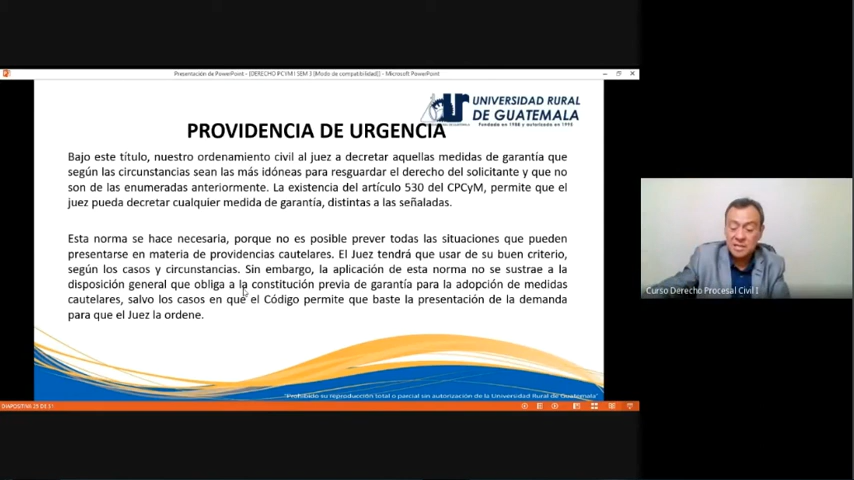 Presentación de PowerPoint - [DERECHO PCYM I SEM 3 [Modo de compatibilidad]] - Microsoft PowerPoint
UNIVERSIDAD RURAL
DE GUATEMALA
PROVIDENCIA DE URGENCIA
Bajo este título, nuestro ordenamiento civil al juez a decretar aquellas medidas de garantía que
según las circunstancias sean las más idóneas para resguardar el derecho del solicitante y que no
son de las enumeradas anteriormente. La existencia del artículo 530 del CPCyM, permite que el
juez pueda decretar cualquier medida de garantía, distintas a las señaladas.
Esta norma se hace necesaria, porque no es posible prever todas las situaciones que pueden
presentarse en materia de providencias cautelares. El Juez tendrá que usar de su buen criterio,
según los casos y circunstancias. Sin embargo, la aplicación de esta norma no se sustrae a la
disposición general que obliga a la constitución previa de garantía para la adopción de medidas
cautelares, salvo los casos en que el Código permite que baste la presentación de la demanda
para que el Juez la ordene.
Curso Derecho Procesal Civil I
"Prohibido su reproducción total o parcial sin autorización de la Universidad Rural de Guatemala"